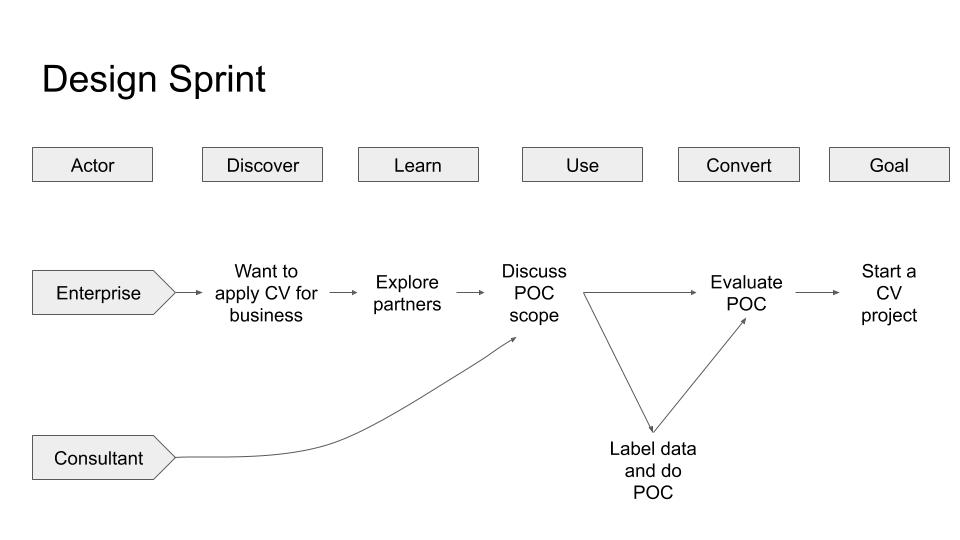 Design Sprint
Actor
Discover
Learn
Use
Convert
Goal
Enterprise
Want to
apply CV for
business
Explore
partners
Discuss
POC
scope
Evaluate
POC
Start a
CV
project
Consultant
Label data
and do
POC